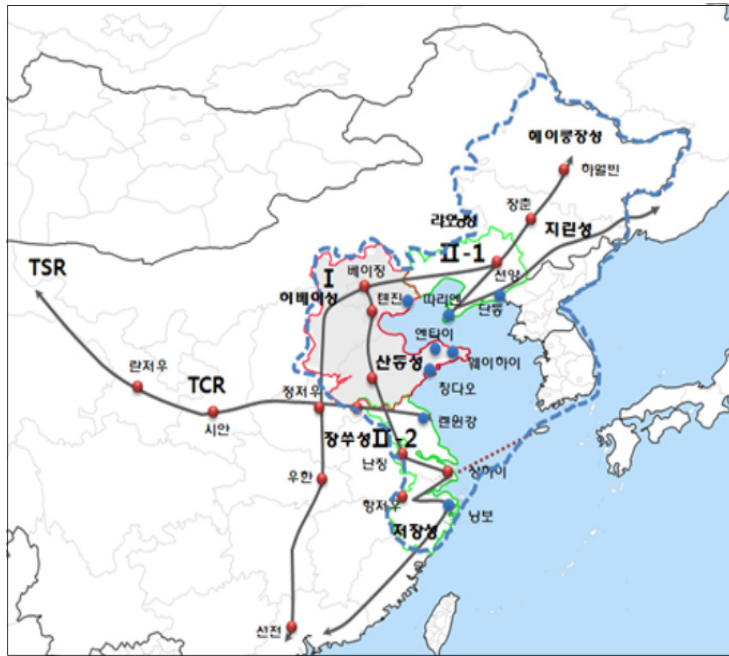 헤이룽장성
하얼빈
장춘
지린성
랴오닝성
II-1
선양
TSR
I
베이징
허베이성
텐진
따리엔
단둥
옌타이
웨이하이
산둥성
칭다오
란저우
TCR
정저우
시안
렌윈강
장쑤성
II-2
난징
상하이
우한
항저우
닝보
저장성
선전